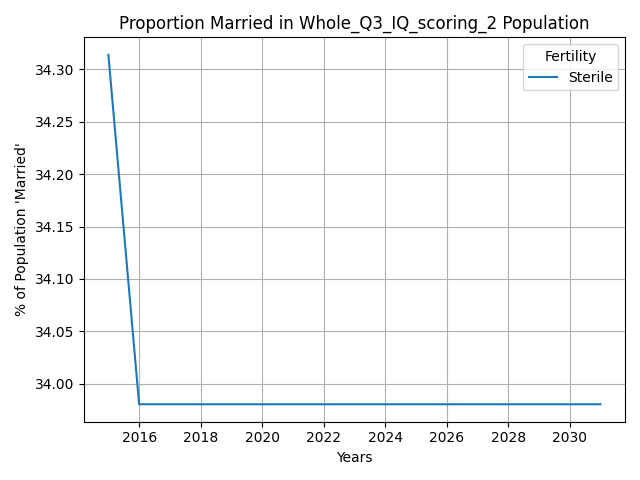 Proportion Married in Whole_Q3_IQ_scoring_2 Population
Fertility
Sterile
% of Population 'Married'
34.30
34.25
34.20
34.15
34.10
34.05
34.00
2016 2018 2020 2022 2024 2026 2028 2030
Years